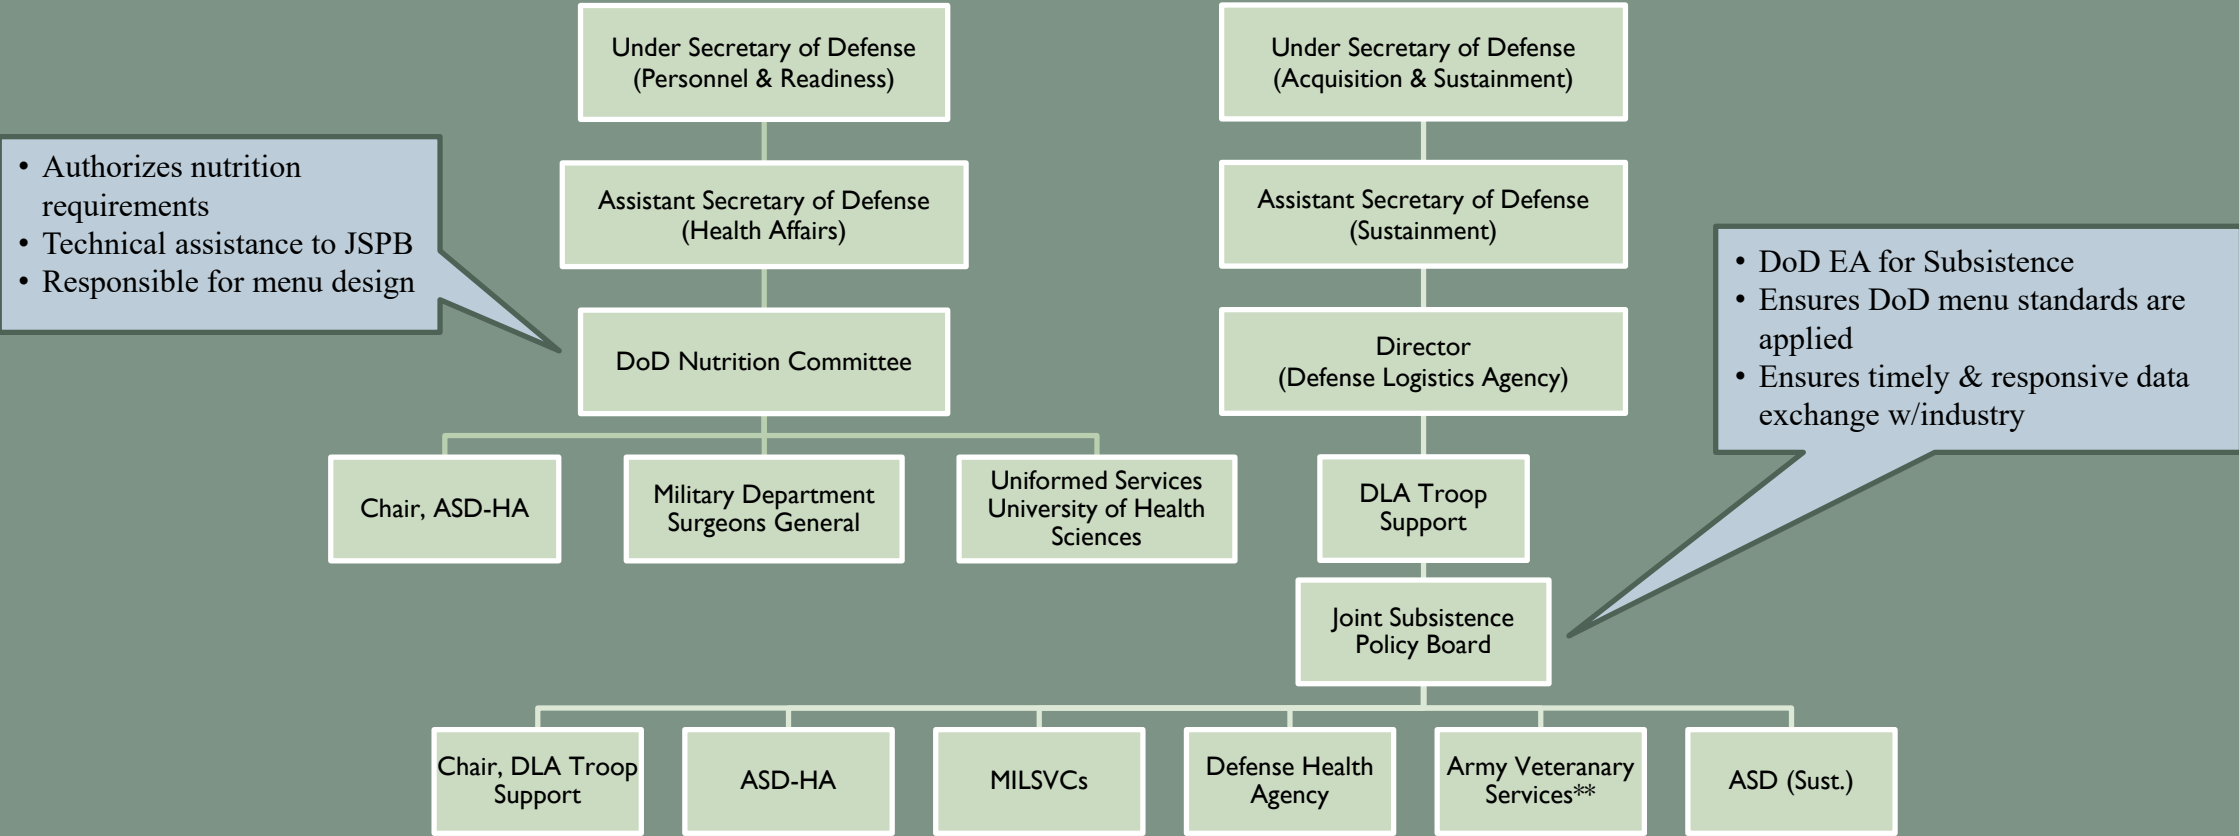 Under Secretary of Defense
(Personnel & Readiness)
Under Secretary of Defense
(Acquisition & Sustainment)
• Authorizes nutrition
requirements
• Technical assistance to JSPB
• Responsible for menu design
Assistant Secretary of Defense
(Health Affairs)
Assistant Secretary of Defense
(Sustainment)
• DoD EA for Subsistence
• Ensures DoD menu standards are
applied
• Ensures timely & responsive data
exchange w/industry
DoD Nutrition Committee
Director
(Defense Logistics Agency)
Chair, ASD-HA
Military Department
Surgeons General
Uniformed Services
University of Health
Sciences
DLA Troop
Support
Joint Subsistence
Policy Board
Chair, DLA Troop
Support
ASD-HA
MILSVCs
Defense Health
Agency
Army Veteranary
Services**
ASD (Sust.)